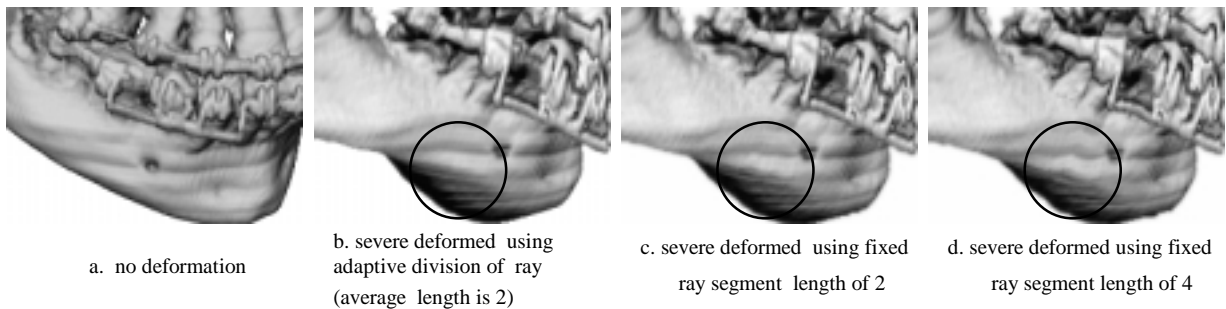 a. no deformation
b. severe deformed using
adaptive division of ray
(average length is 2)
c. severe deformed using fixed
ray segment length of 2
d. severe deformed using fixed
ray segment length of 4